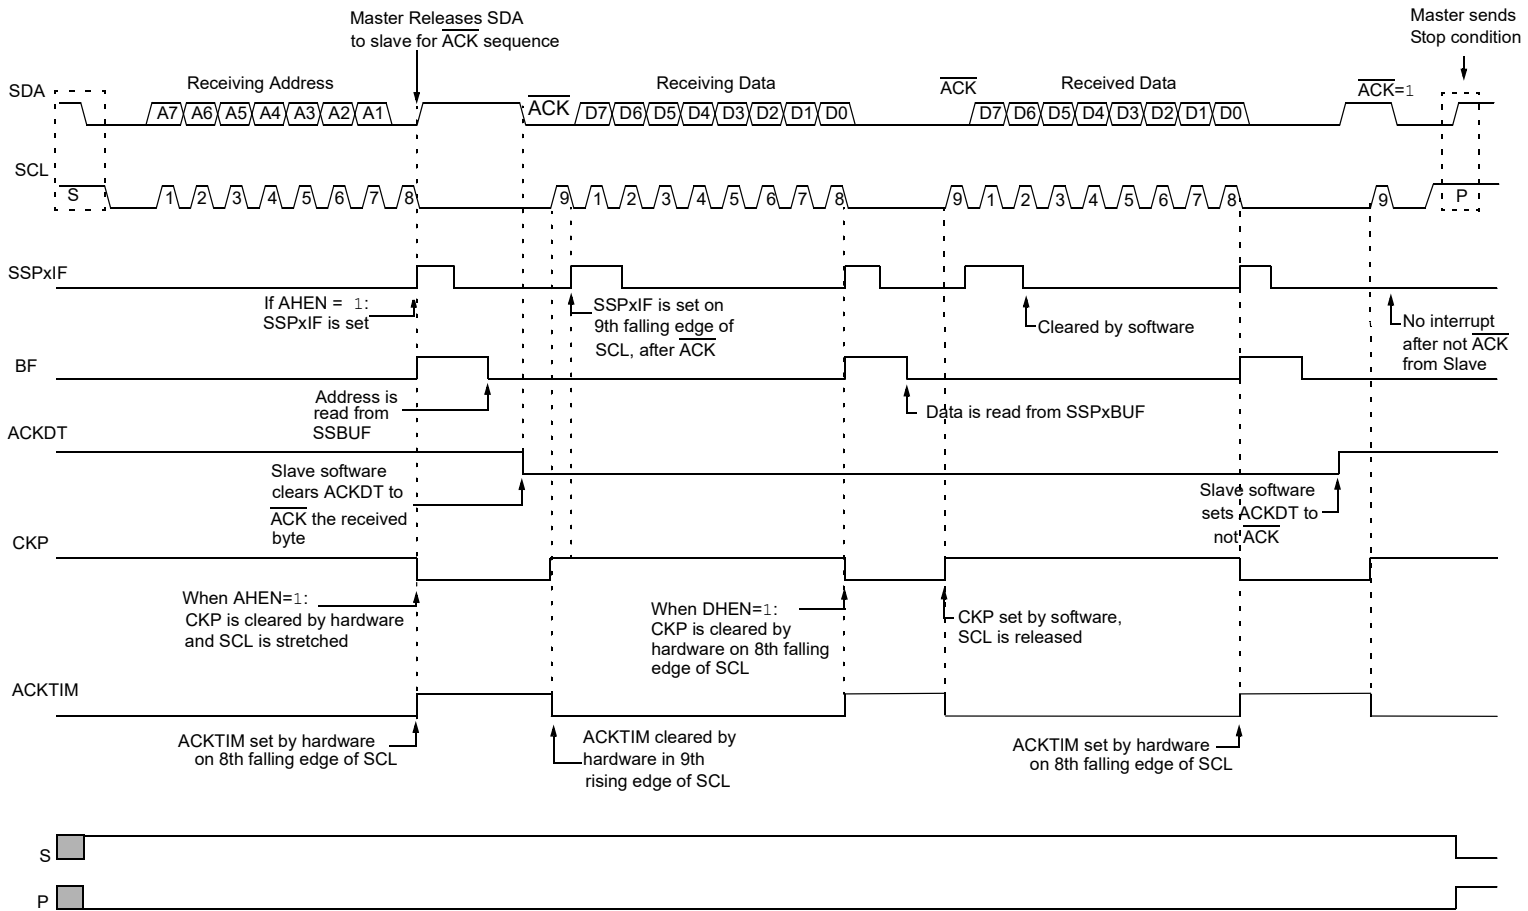 Master Releases SDA
to slave for ACK sequence
Master sends
Stop condition
SDA
Receiving Address
Receiving Data
Received Data
ACK
ACK
ACK=1
A7 A6 A5 A4 A3 A2 A1
D7 D6 D5 D4 D3 D2 D1 D0
D7 D6 D5 D4 D3 D2 D1 D0
SCL
S
1 2 3 4 5 6 7 8
9 1 2 3 4 5 6 7 8
9 1 2 3 4 5 6 7 8
9
P
SSPxIF
If AHEN = 1:
SSPxIF is set
SSPxIF is set on
9th falling edge of
SCL, after ACK
Cleared by software
No interrupt
after not ACK
from Slave
BF
Address is
read from
SSBUF
Data is read from SSPxBUF
ACKDT
Slave software
clears ACKDT to
ACK the received
byte
Slave software
sets ACKDT to
not ACK
CKP
When AHEN=1:
CKP is cleared by hardware
and SCL is stretched
When DHEN=1:
CKP is cleared by
hardware on 8th falling
edge of SCL
CKP set by software,
SCL is released
ACKTIM
ACKTIM set by hardware
on 8th falling edge of SCL
ACKTIM cleared by
hardware in 9th
rising edge of SCL
ACKTIM set by hardware
on 8th falling edge of SCL
S
P